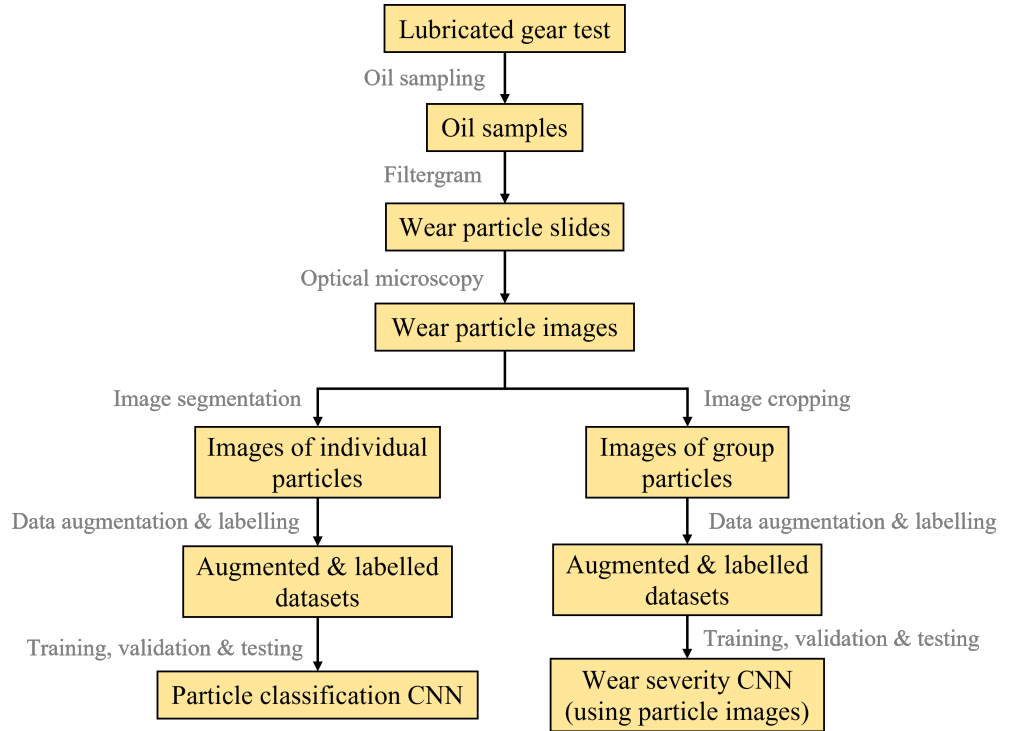 Lubricated gear test
Oil sampling
Oil samples
Filtergram
Wear particle slides
Optical microscopy
Wear particle images
Image segmentation
Image cropping
Images of individual
particles
Images of group
particles
Data augmentation & labelling
Data augmentation & labelling
Augmented & labelled
datasets
Augmented & labelled
datasets
Training, validation & testing
Training, validation & testing
Particle classification CNN
Wear severity CNN
(using particle images)